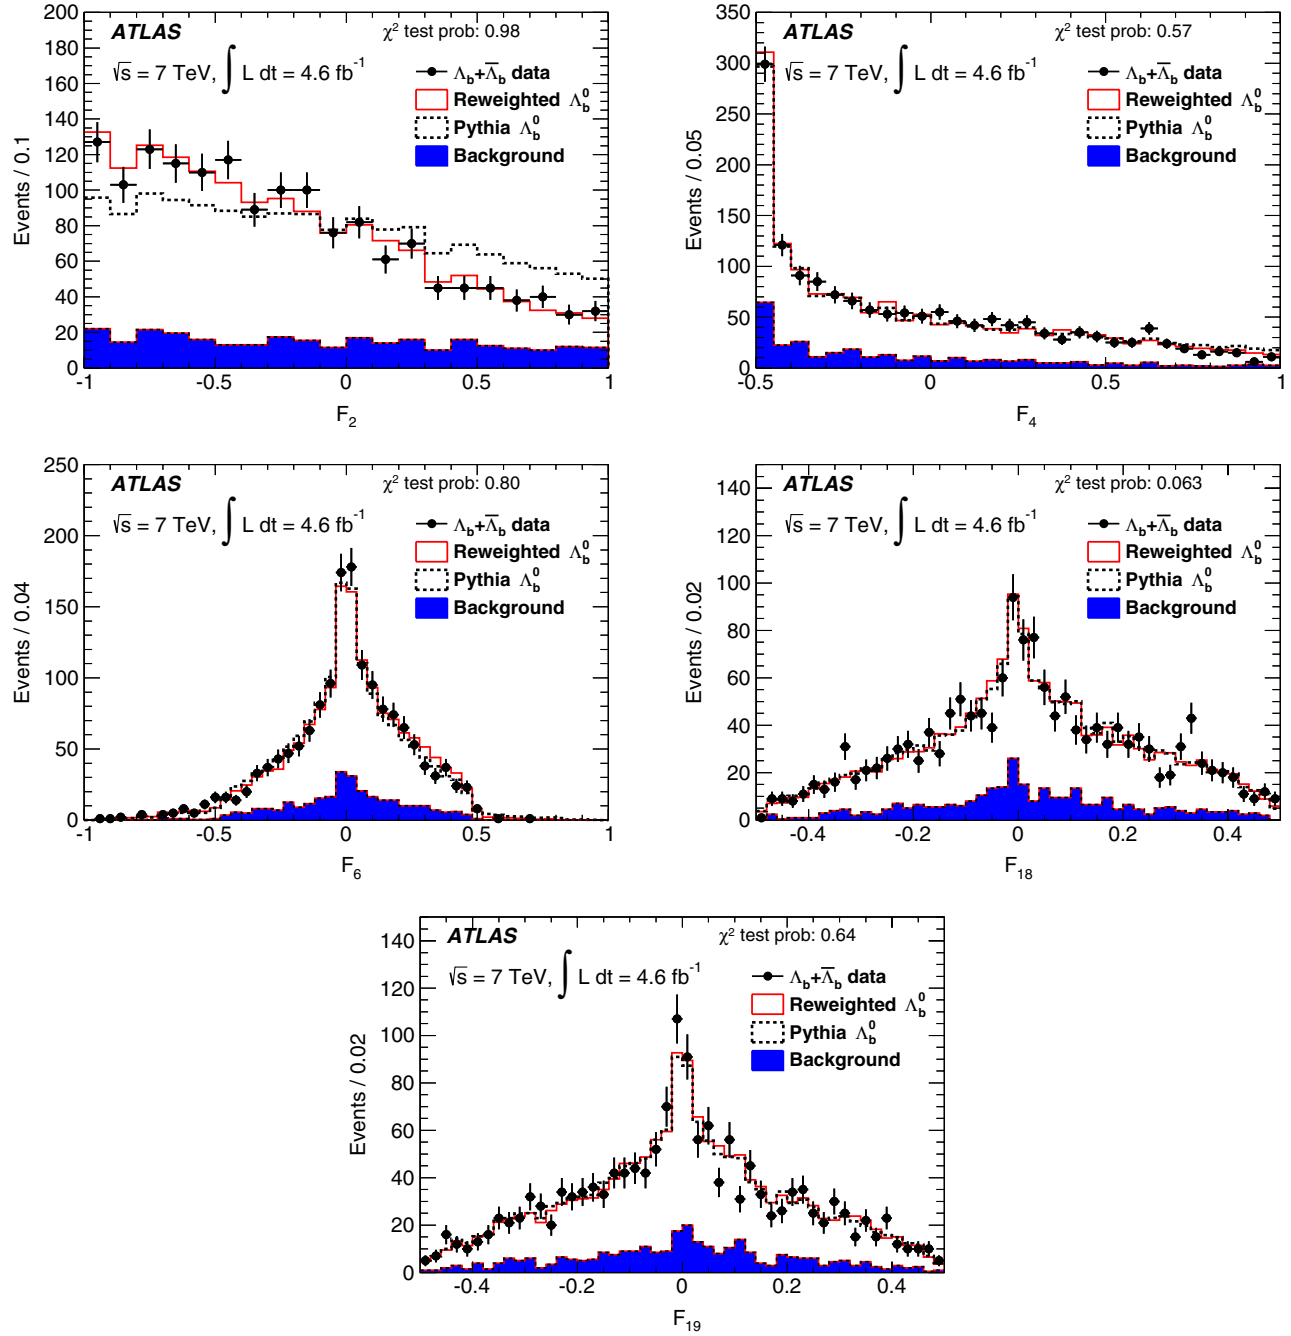 ATLAS
χ² test prob: 0.98
√s = 7 TeV, ∫ L dt = 4.6 fb⁻¹
Λb+Λ̅b data
Reweighted Λb⁰
Pythia Λb⁰
Background
Events / 0.1
200
180
160
140
120
100
80
60
40
20
0
-1 -0.5 0 0.5 1
F₂
ATLAS
χ² test prob: 0.57
√s = 7 TeV, ∫ L dt = 4.6 fb⁻¹
Λb+Λ̅b data
Reweighted Λb⁰
Pythia Λb⁰
Background
Events / 0.05
350
300
250
200
150
100
50
0
-0.5 0 0.5 1
F₄
ATLAS
χ² test prob: 0.80
√s = 7 TeV, ∫ L dt = 4.6 fb⁻¹
Λb+Λ̅b data
Reweighted Λb⁰
Pythia Λb⁰
Background
Events / 0.04
250
200
150
100
50
0
-1 -0.5 0 0.5 1
F₆
ATLAS
χ² test prob: 0.063
√s = 7 TeV, ∫ L dt = 4.6 fb⁻¹
Λb+Λ̅b data
Reweighted Λb⁰
Pythia Λb⁰
Background
Events / 0.02
140
120
100
80
60
40
20
0
-0.4 -0.2 0 0.2 0.4
F₁₈
ATLAS
χ² test prob: 0.64
√s = 7 TeV, ∫ L dt = 4.6 fb⁻¹
Λb+Λ̅b data
Reweighted Λb⁰
Pythia Λb⁰
Background
Events / 0.02
140
120
100
80
60
40
20
0
-0.4 -0.2 0 0.2 0.4
F₁₉